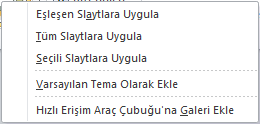 Eşleşen Slaytlara Uygula
Tüm Slaytlara Uygula
Seçili Slaytlara Uygula
Varsayılan Tema Olarak Ekle
Hızlı Erişim Araç Çubuğu'na Galeri Ekle